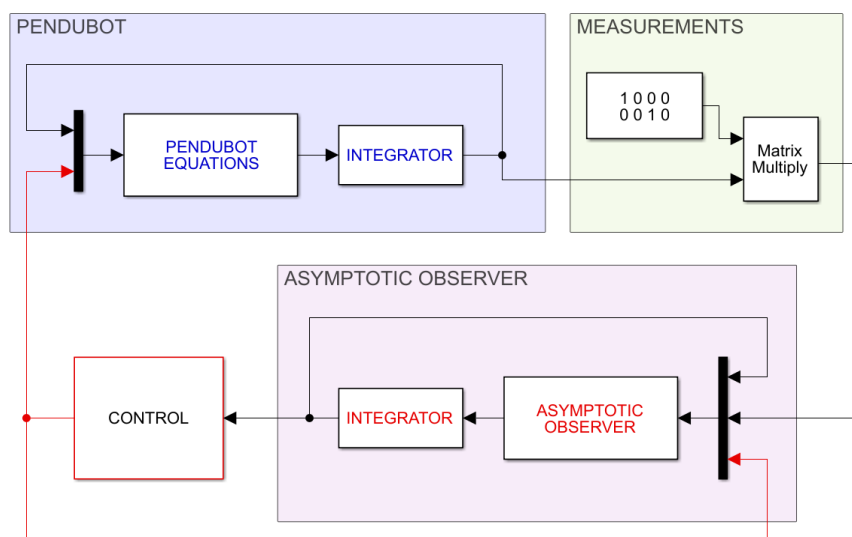 PENDUBOT
MEASUREMENTS
1 0 0 0
0 0 1 0
PENDUBOT
EQUATIONS
INTEGRATOR
Matrix
Multiply
ASYMPTOTIC OBSERVER
CONTROL
INTEGRATOR
ASYMPTOTIC
OBSERVER